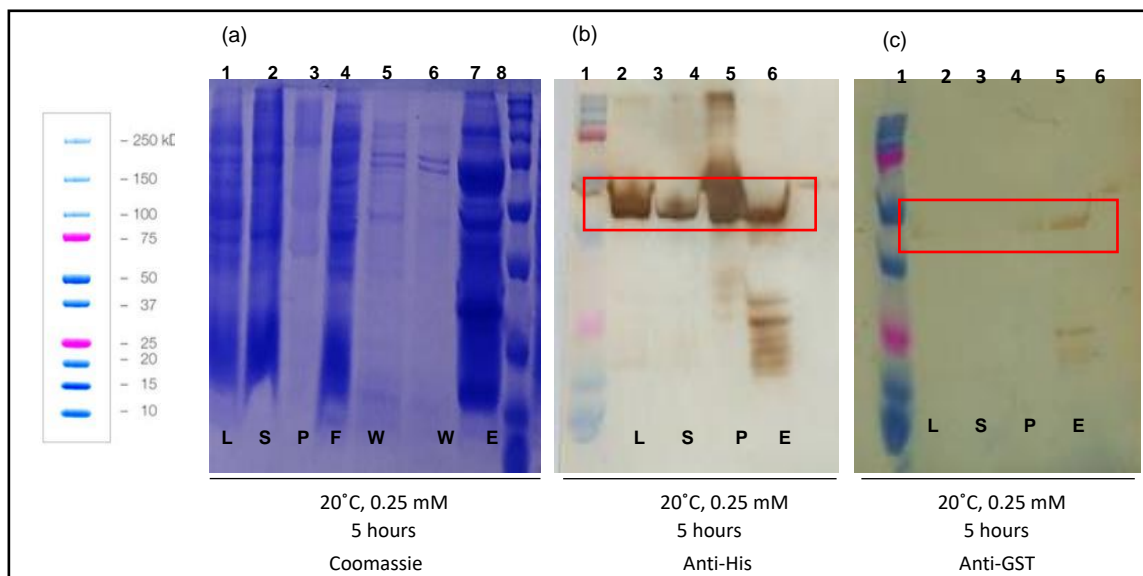 (a)
1 2 3 4 5 6 7 8
(b)
1 2 3 4 5 6
(c)
1 2 3 4 5 6
– 250 kD
– 150
– 100
– 75
– 50
– 37
– 25
– 20
– 15
– 10
L S P F W W E
L S P E
L S P E
20˚C, 0.25 mM
5 hours
Coomassie
20˚C, 0.25 mM
5 hours
Anti-His
20˚C, 0.25 mM
5 hours
Anti-GST